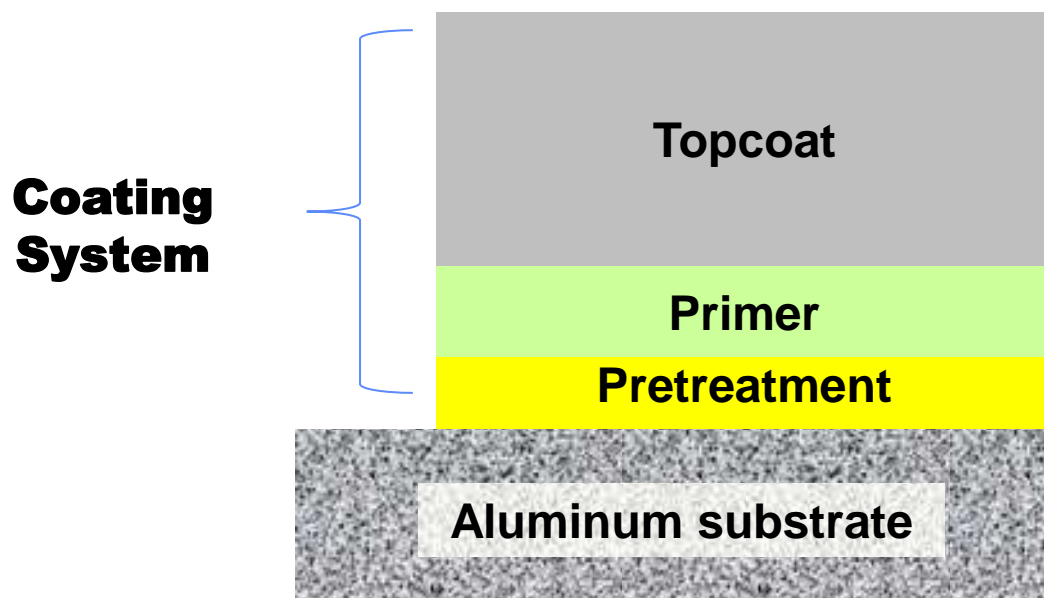 Topcoat
Coating
System
Primer
Pretreatment
Aluminum substrate